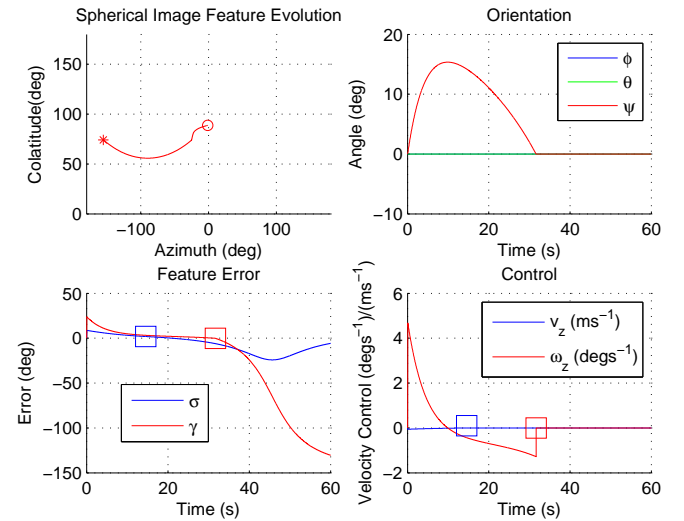 Spherical Image Feature Evolution
150
100
50
0
−100 0 100
Colatitude(deg)
Azimuth (deg)
Orientation
20
10
0
−10
0 20 40 60
Angle (deg)
Time (s)
ϕ
θ
ψ
Feature Error
50
0
−50
−100
−150
0 20 40 60
Error (deg)
Time (s)
σ
γ
Control
6
4
2
0
−2
0 20 40 60
Velocity Control (degs⁻¹)/(ms⁻¹)
Time (s)
v_z (ms⁻¹)
ω_z (degs⁻¹)